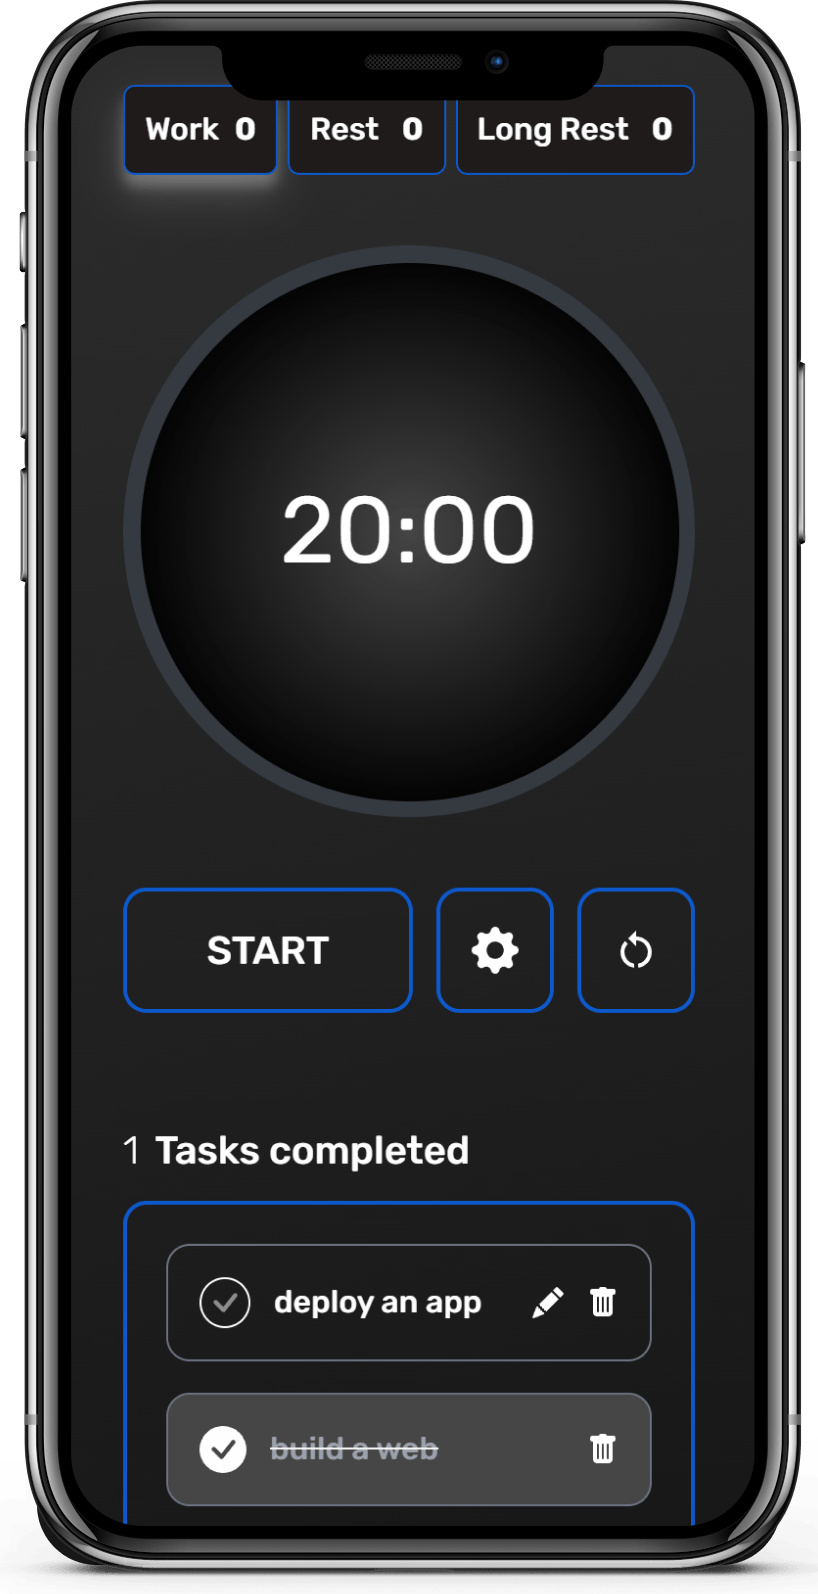 Work 0 Rest 0 Long Rest 0
20:00
START
1 Tasks completed
deploy an app
build a web